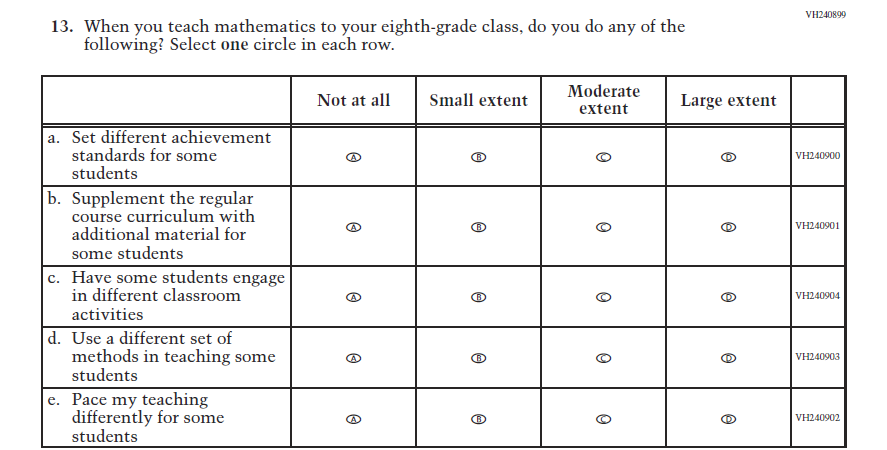 VH240899
13. When you teach mathematics to your eighth-grade class, do you do any of the
following? Select one circle in each row.
Not at all
Small extent
Moderate
extent
Large extent
a. Set different achievement
standards for some
students
A B C D VH240900
b. Supplement the regular
course curriculum with
additional material for
some students
A B C D VH240901
c. Have some students engage
in different classroom
activities
A B C D VH240904
d. Use a different set of
methods in teaching some
students
A B C D VH240903
e. Pace my teaching
differently for some
students
A B C D VH240902